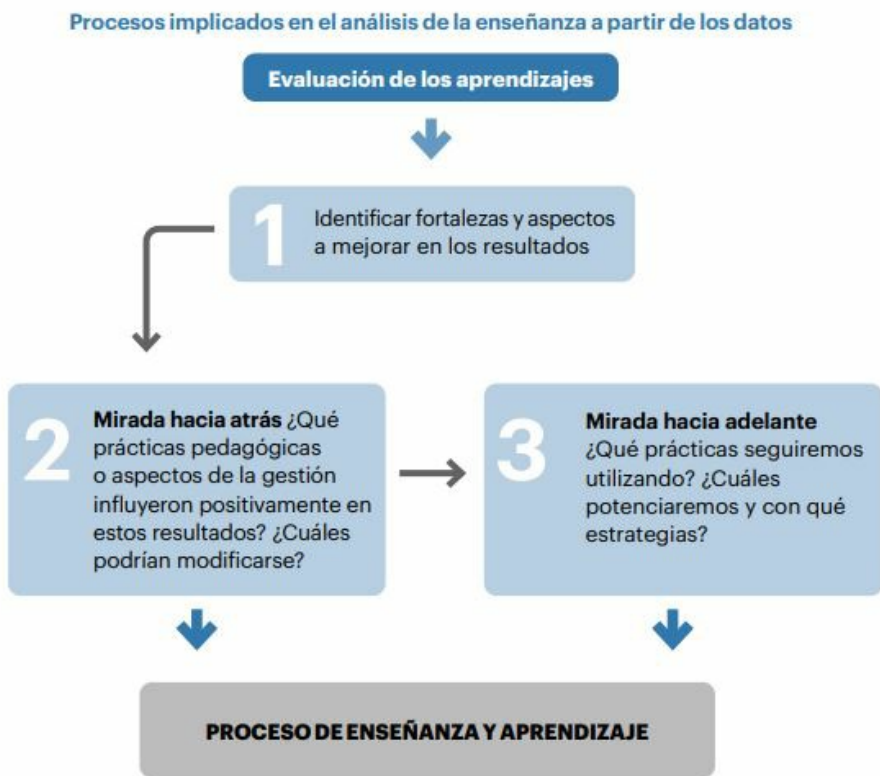 Procesos implicados en el análisis de la enseñanza a partir de los datos
Evaluación de los aprendizajes
1
Identificar fortalezas y aspectos
a mejorar en los resultados
2
Mirada hacia atrás ¿Qué
prácticas pedagógicas
o aspectos de la gestión
influyeron positivamente en
estos resultados? ¿Cuáles
podrían modificarse?
3
Mirada hacia adelante
¿Qué prácticas seguiremos
utilizando? ¿Cuáles
potenciaremos y con qué
estrategias?
PROCESO DE ENSEÑANZA Y APRENDIZAJE